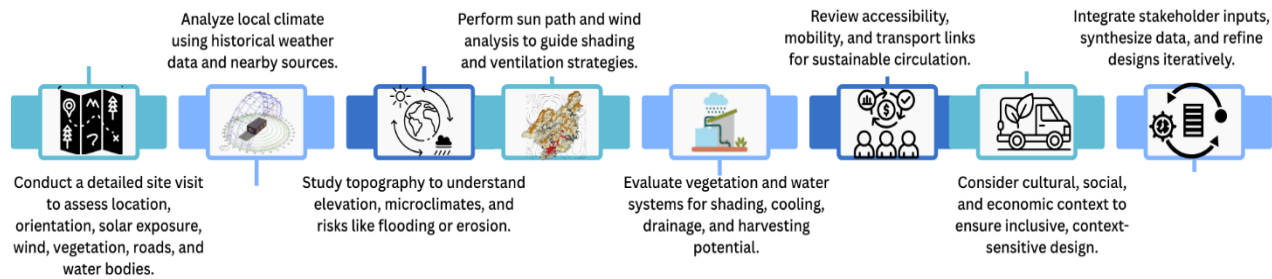 Conduct a detailed site visit
to assess location,
orientation, solar exposure,
wind, vegetation, roads, and
water bodies.
Analyze local climate
using historical weather
data and nearby sources.
Study topography to understand
elevation, microclimates, and
risks like flooding or erosion.
Perform sun path and wind
analysis to guide shading
and ventilation strategies.
Evaluate vegetation and water
systems for shading, cooling,
drainage, and harvesting
potential.
Review accessibility,
mobility, and transport links
for sustainable circulation.
Consider cultural, social,
and economic context to
ensure inclusive, context-
sensitive design.
Integrate stakeholder inputs,
synthesize data, and refine
designs iteratively.